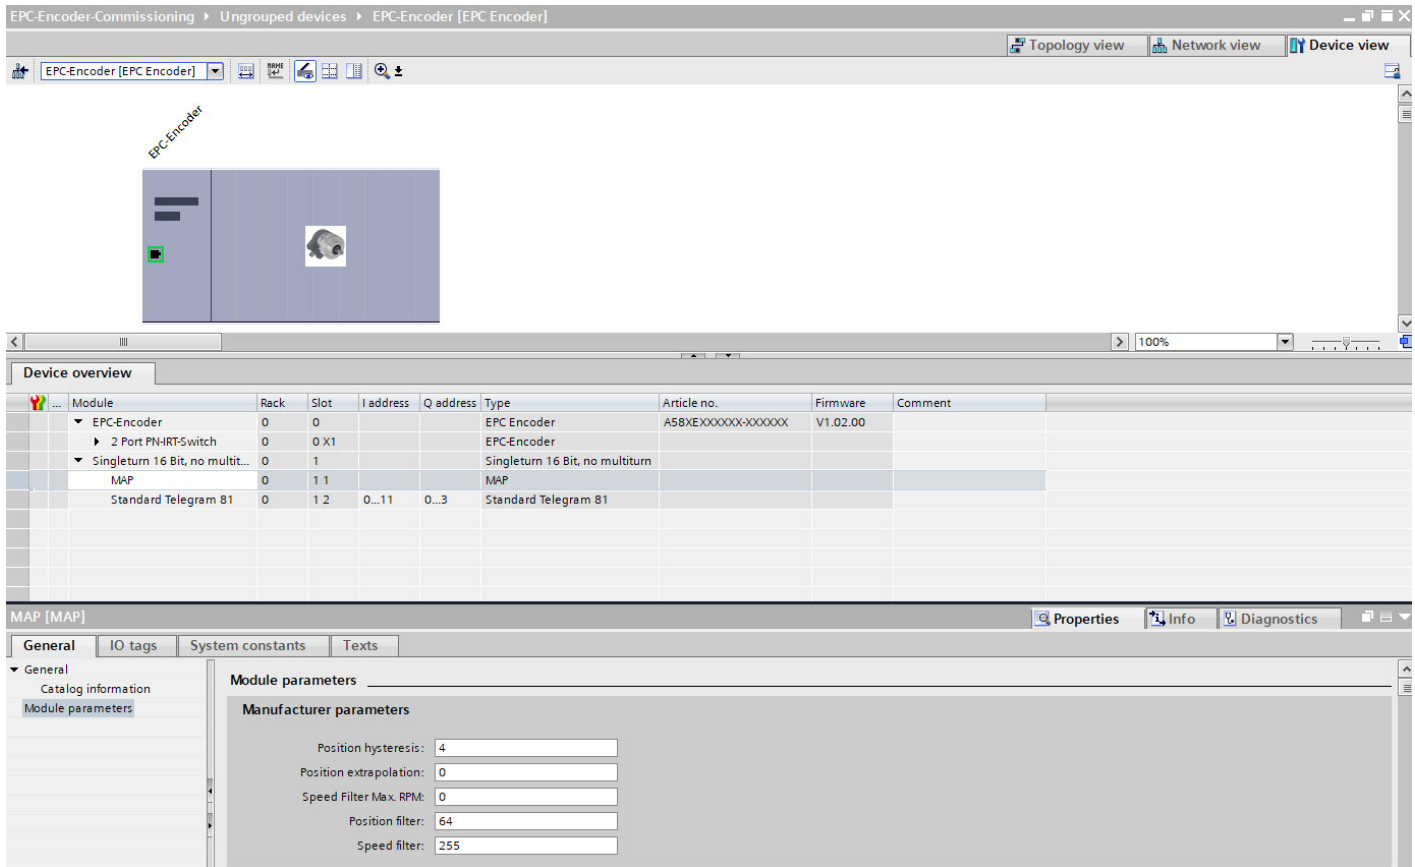 EPC-Encoder-Commissioning ▸ Ungrouped devices ▸ EPC-Encoder [EPC Encoder]
Topology view Network view Device view
EPC-Encoder [EPC Encoder]
EPC-Encoder
100%
Device overview
... Module Rack Slot I address Q address Type Article no. Firmware Comment
EPC-Encoder 0 0 EPC Encoder A58XEXXXXXX-XXXXXX V1.02.00
2 Port PN-IRT-Switch 0 0 X1 EPC-Encoder
Singleturn 16 Bit, no multit... 0 1 Singleturn 16 Bit, no multiturn
MAP 0 1 1 MAP
Standard Telegram 81 0 1 2 0...11 0...3 Standard Telegram 81
MAP [MAP]
Properties Info Diagnostics
General IO tags System constants Texts
General
Catalog information
Module parameters
Module parameters
Manufacturer parameters
Position hysteresis: 4
Position extrapolation: 0
Speed Filter Max. RPM: 0
Position filter: 64
Speed filter: 255